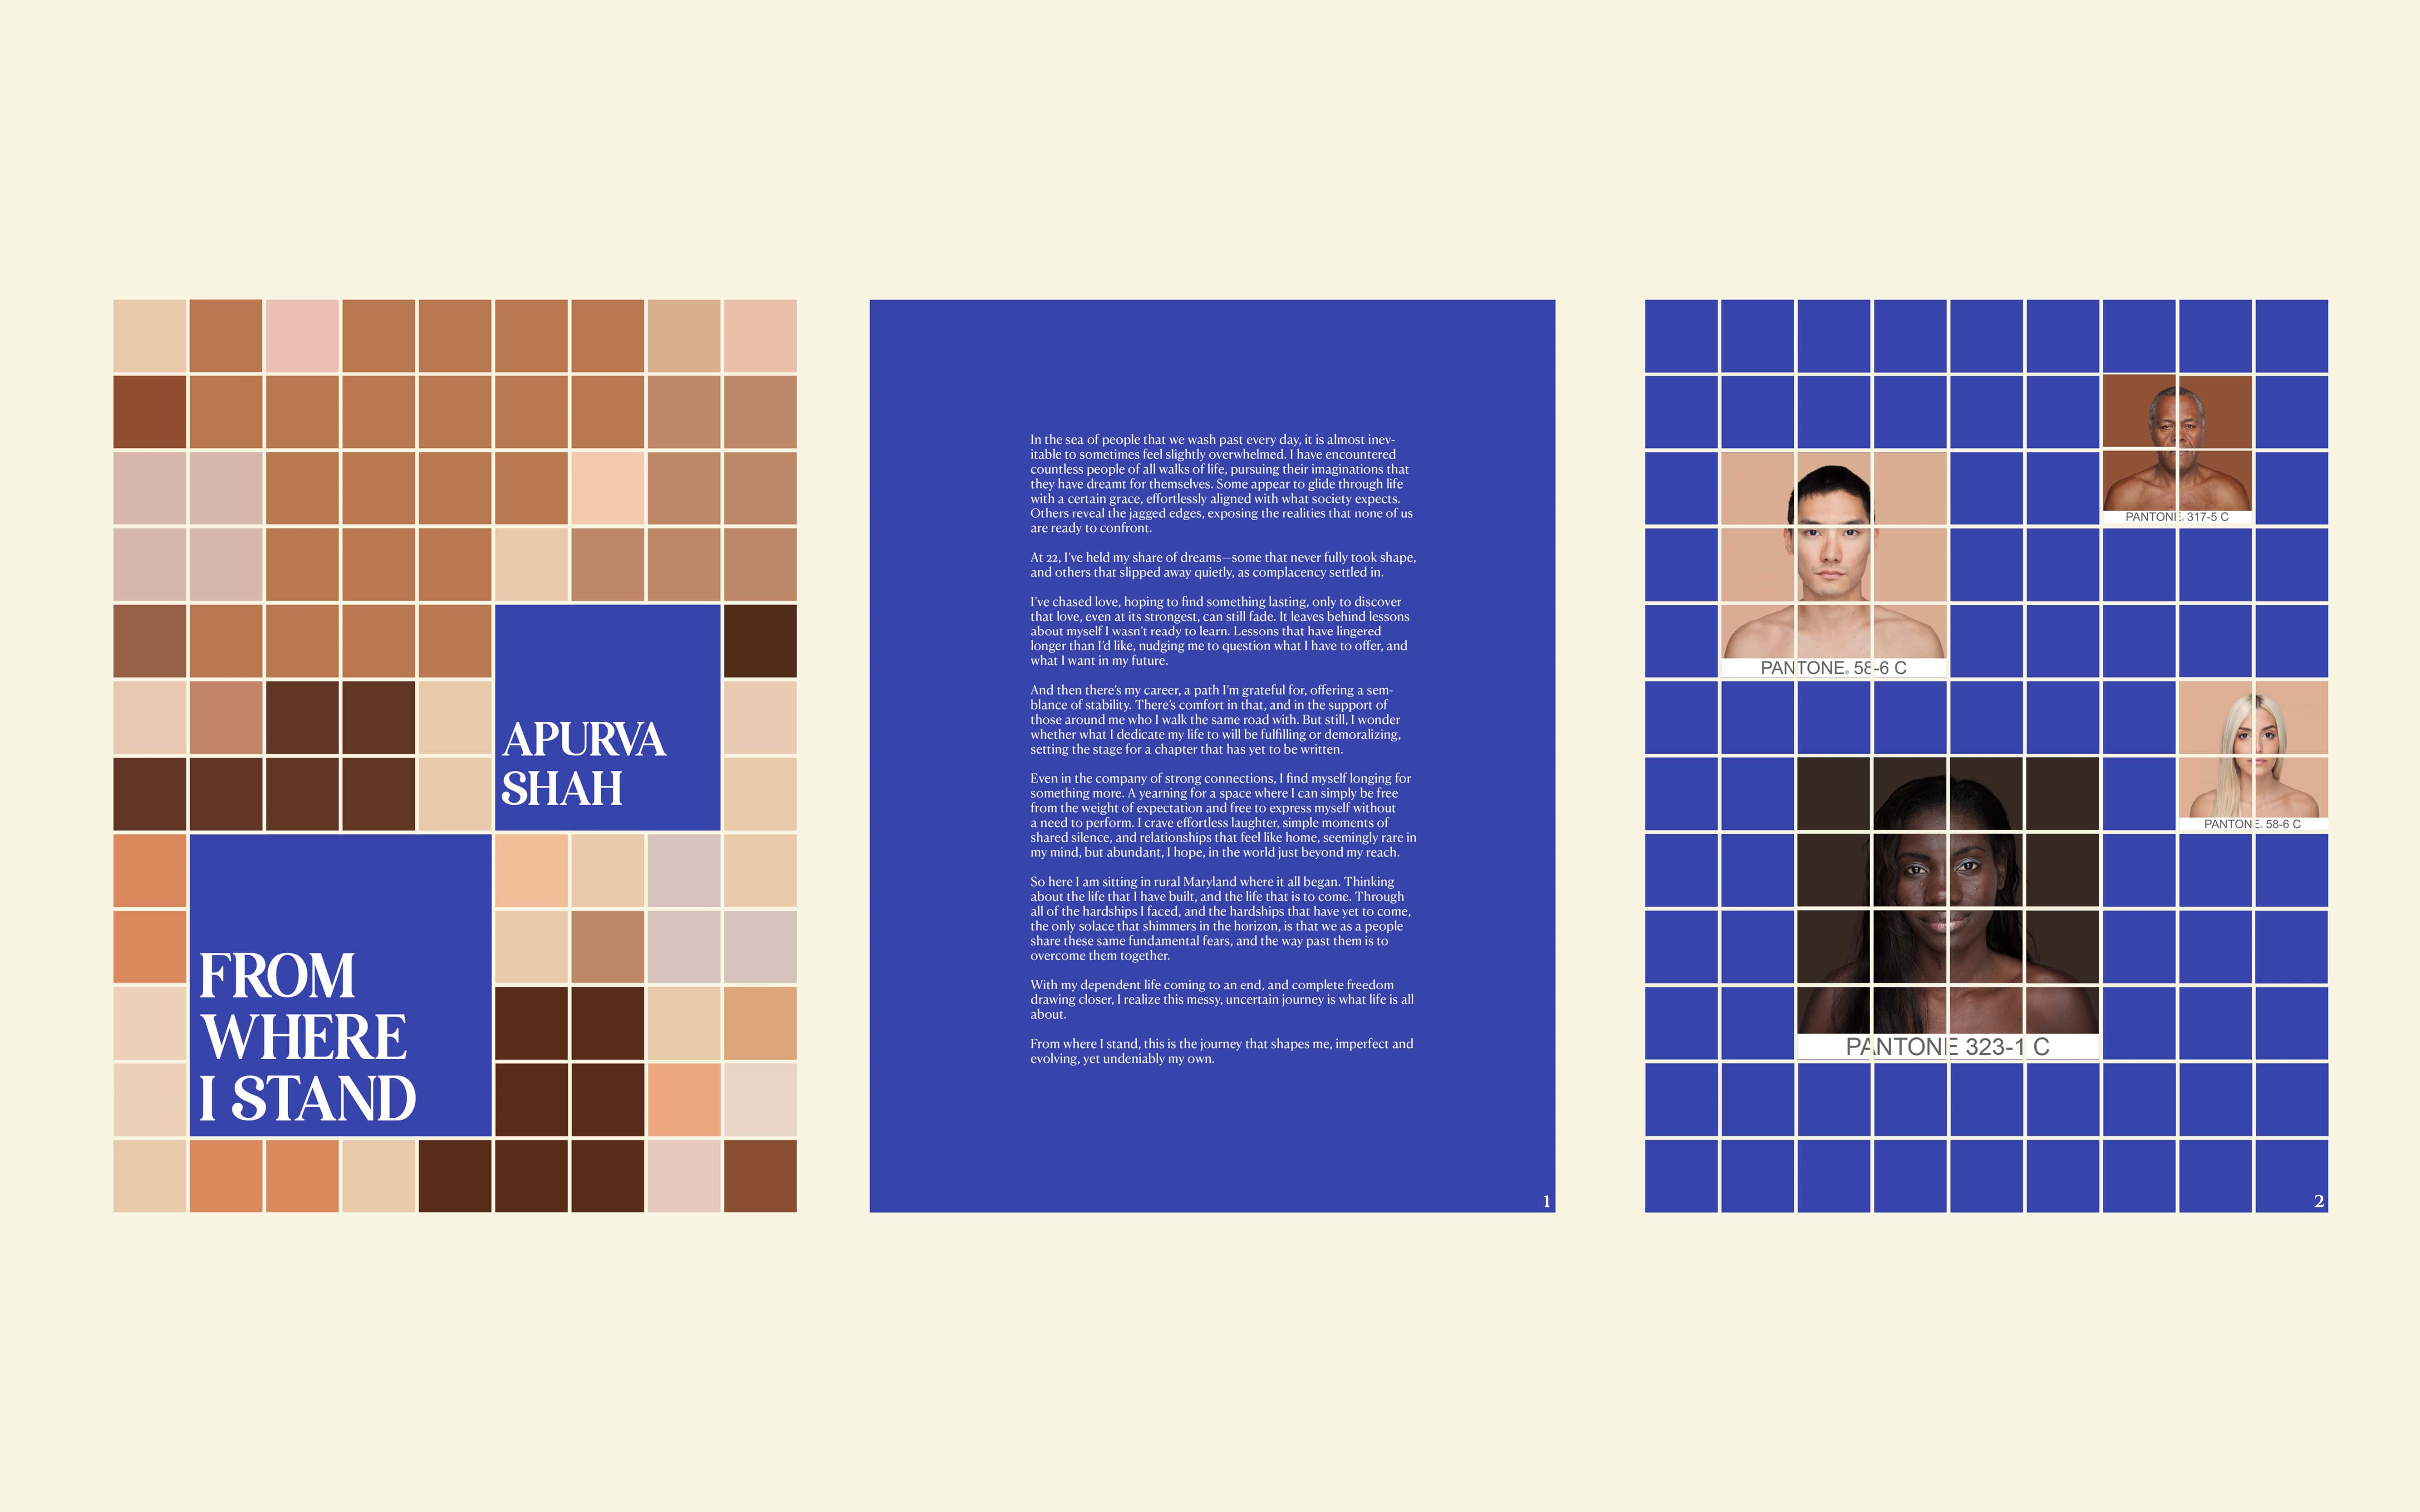 APURVA
SHAH
FROM
WHERE
I STAND
In the sea of people that we wash past every day, it is almost inev-
itable to sometimes feel slightly overwhelmed. I have encountered
countless people of all walks of life, pursuing their imaginations that
they have dreamt for themselves. Some appear to glide through life
with a certain grace, effortlessly aligned with what society expects.
Others reveal the jagged edges, exposing the realities that none of us
are ready to confront.
At 22, I've held my share of dreams—some that never fully took shape,
and others that slipped away quietly, as complacency settled in.
I've chased love, hoping to find something lasting, only to discover
that love, even at its strongest, can still fade. It leaves behind lessons
about myself I wasn't ready to learn. Lessons that have lingered
longer than I'd like, nudging me to question what I have to offer, and
what I want in my future.
And then there's my career, a path I'm grateful for, offering a sem-
blance of stability. There's comfort in that, and in the support of
those around me who I walk the same road with. But still, I wonder
whether what I dedicate my life to will be fulfilling or demoralizing,
setting the stage for a chapter that has yet to be written.
Even in the company of strong connections, I find myself longing for
something more. A yearning for a space where I can simply be free
from the weight of expectation and free to express myself without
a need to perform. I crave effortless laughter, simple moments of
shared silence, and relationships that feel like home, seemingly rare in
my mind, but abundant, I hope, in the world just beyond my reach.
So here I am sitting in rural Maryland where it all began. Thinking
about the life that I have built, and the life that is to come. Through
all of the hardships I faced, and the hardships that have yet to come,
the only solace that shimmers in the horizon, is that we as a people
share these same fundamental fears, and the way past them is to
overcome them together.
With my dependent life coming to an end, and complete freedom
drawing closer, I realize this messy, uncertain journey is what life is all
about.
From where I stand, this is the journey that shapes me, imperfect and
evolving, yet undeniably my own.
1
PANTONE. 317-5 C
PANTONE. 58-6 C
PANTONE. 58-6 C
PANTONE 323-1 C
2